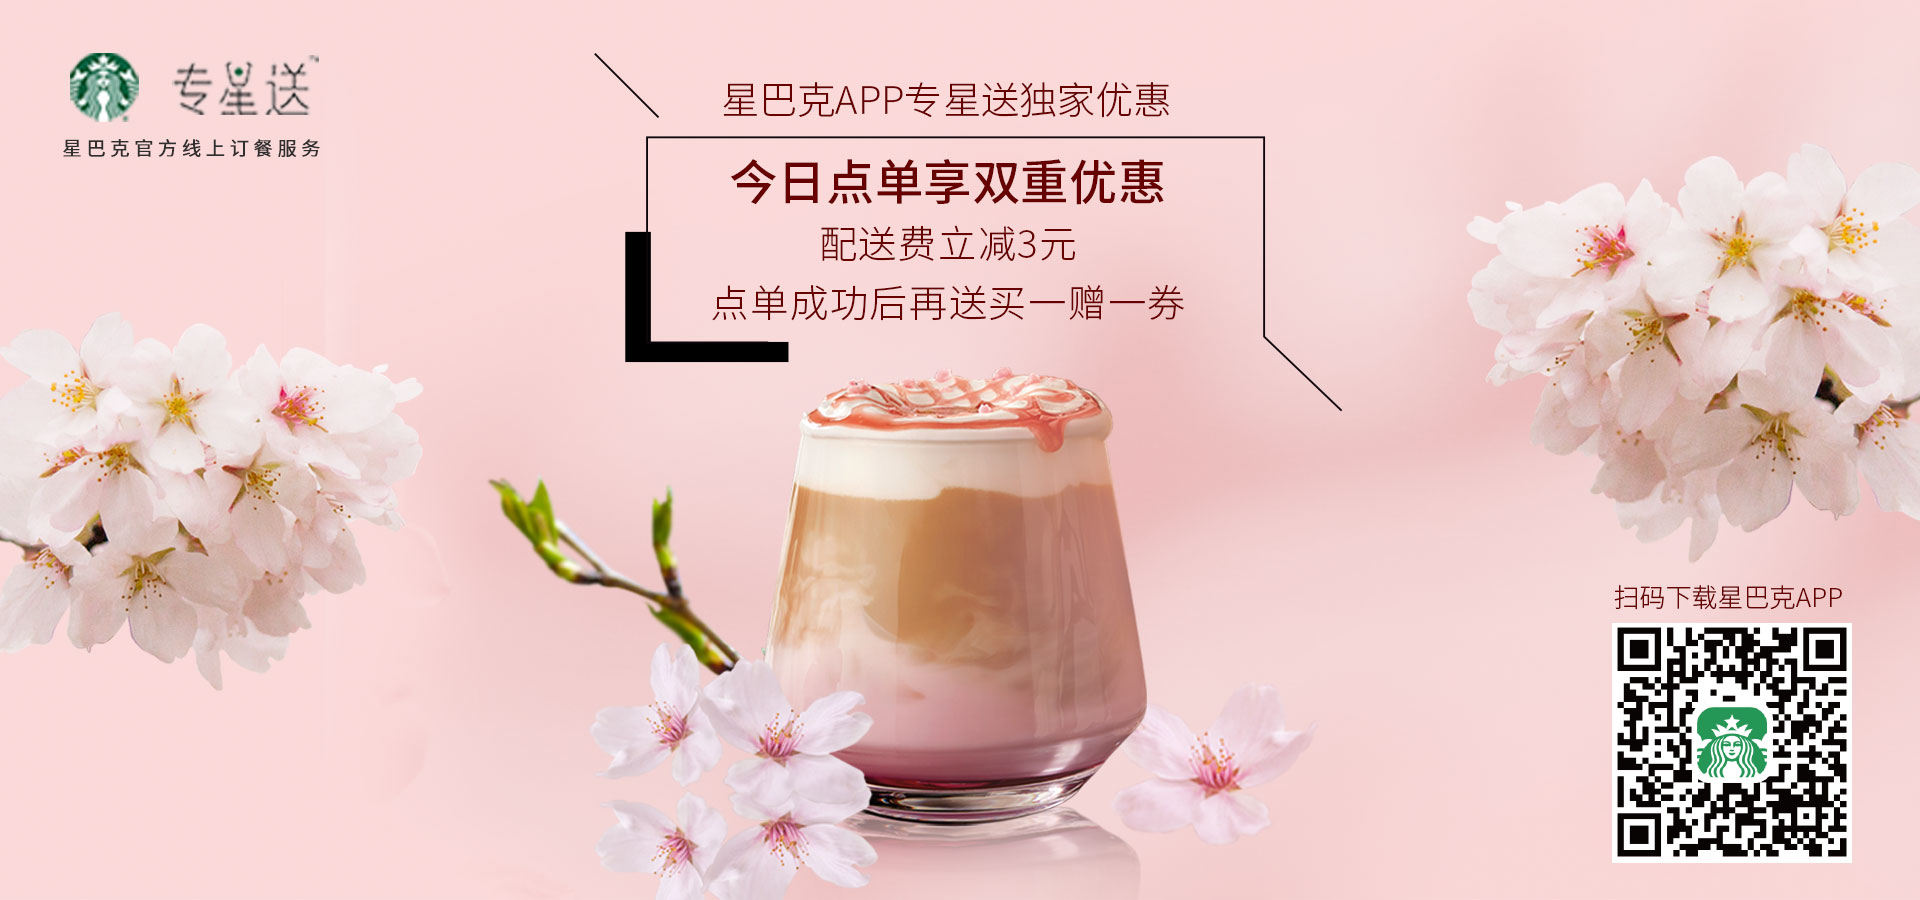 专星送
星巴克官方线上订餐服务
星巴克APP专星送独家优惠
今日点单享双重优惠
配送费立减3元
点单成功后再送买一赠一券
扫码下载星巴克APP